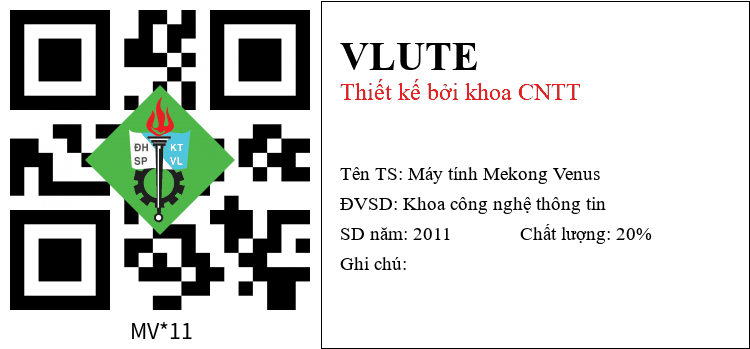 ĐH KT
SP VL
MV*11
VLUTE
Thiết kế bởi khoa CNTT
Tên TS: Máy tính Mekong Venus
ĐVSD: Khoa công nghệ thông tin
SD năm: 2011 Chất lượng: 20%
Ghi chú: